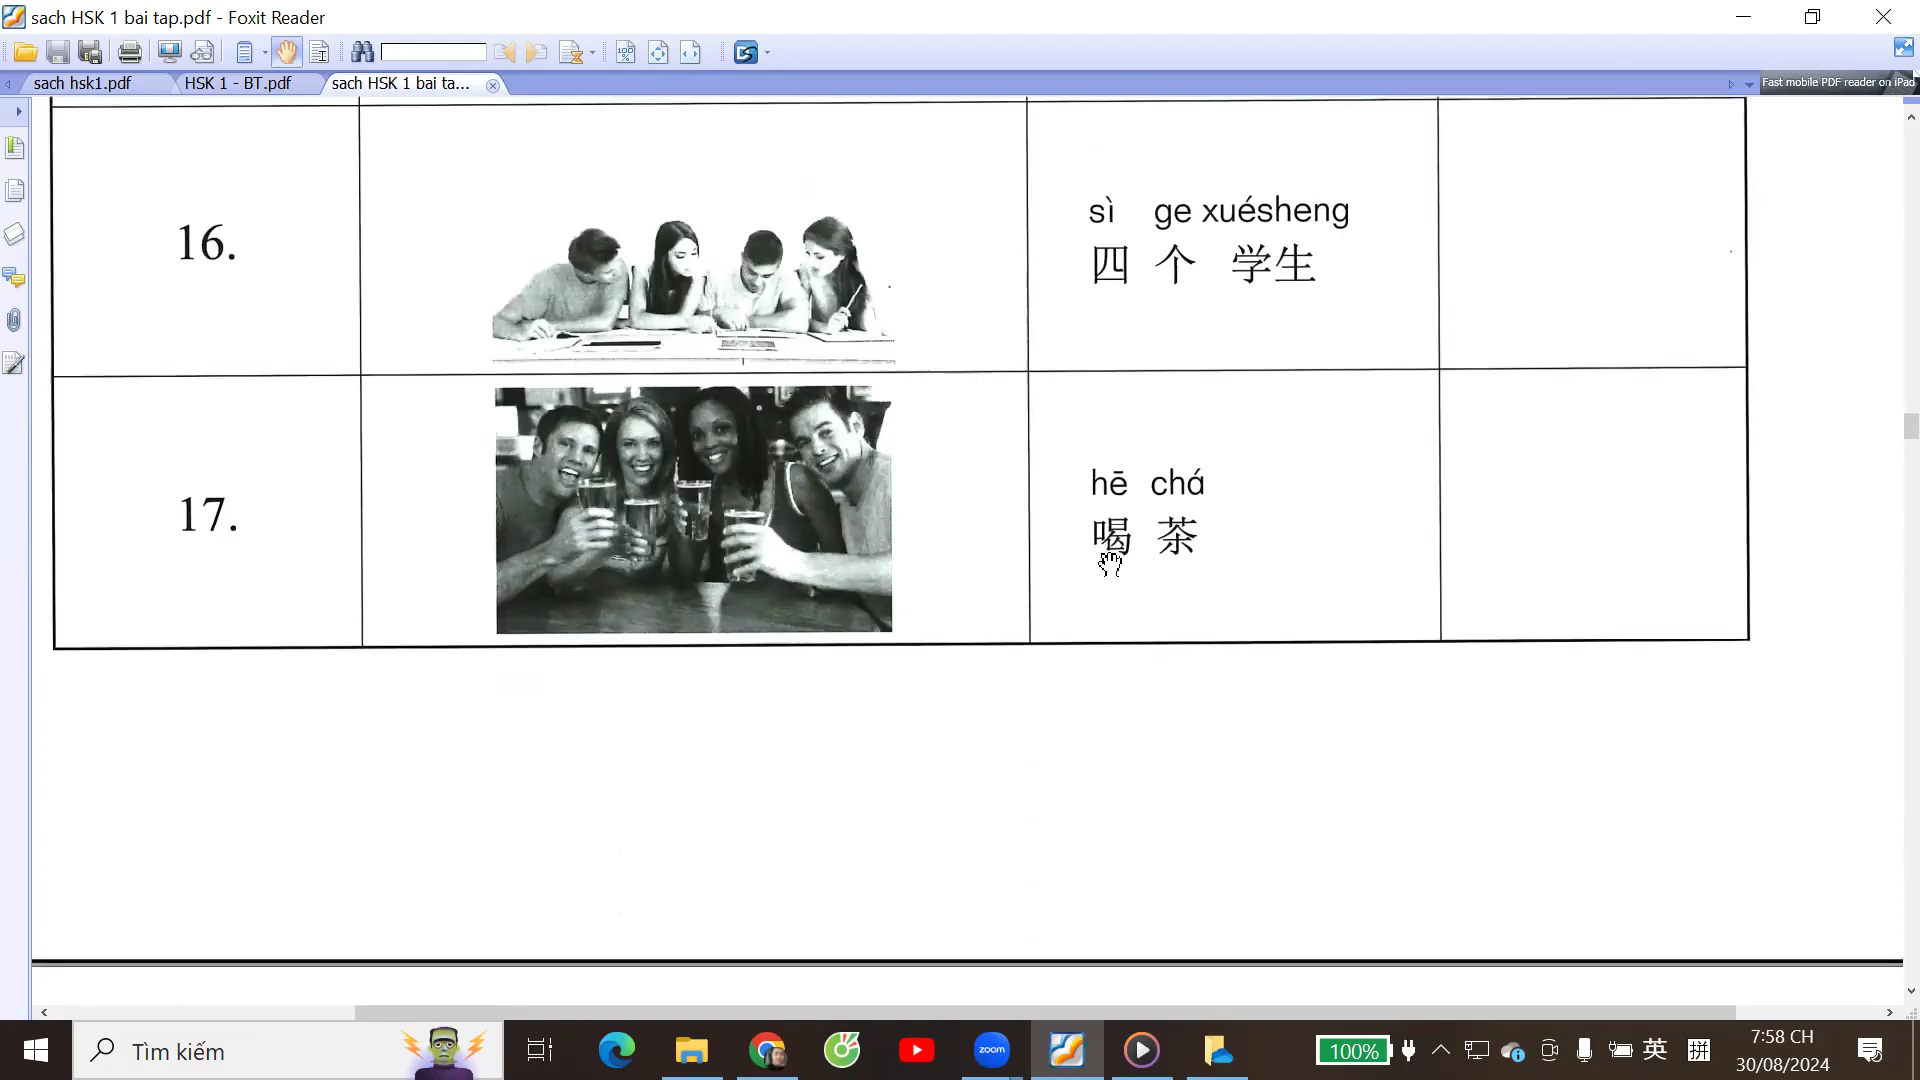 sach HSK 1 bai tap.pdf - Foxit Reader
sach hsk1.pdf
HSK 1 - BT.pdf
sach HSK 1 bai ta...
Fast mobile PDF reader on iPad
16.
sì ge xuésheng
四 个 学生
17.
hē chá
喝 茶
Tìm kiếm
zoom
100%
英
拼
7:58 CH
30/08/2024